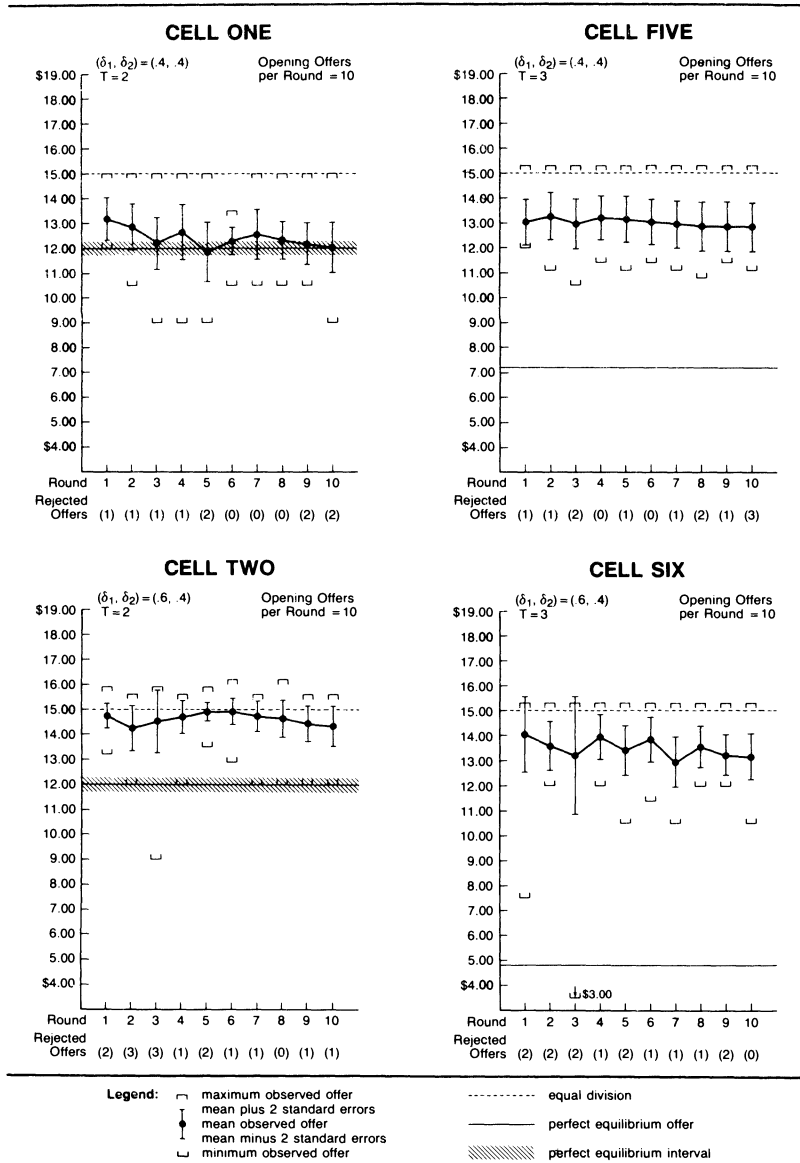 CELL ONE
(δ1, δ2) = (.4, .4)
T = 2
Opening Offers
per Round = 10
$19.00
18.00
17.00
16.00
15.00
14.00
13.00
12.00
11.00
10.00
9.00
8.00
7.00
6.00
5.00
$4.00
Round 1 2 3 4 5 6 7 8 9 10
Rejected
Offers (1) (1) (1) (1) (2) (0) (0) (0) (2) (2)
CELL FIVE
(δ1, δ2) = (.4, .4)
T = 3
Opening Offers
per Round = 10
$19.00
18.00
17.00
16.00
15.00
14.00
13.00
12.00
11.00
10.00
9.00
8.00
7.00
6.00
5.00
$4.00
Round 1 2 3 4 5 6 7 8 9 10
Rejected
Offers (1) (1) (2) (0) (1) (0) (1) (2) (1) (3)
CELL TWO
(δ1, δ2) = (.6, .4)
T = 2
Opening Offers
per Round = 10
$19.00
18.00
17.00
16.00
15.00
14.00
13.00
12.00
11.00
10.00
9.00
8.00
7.00
6.00
5.00
$4.00
Round 1 2 3 4 5 6 7 8 9 10
Rejected
Offers (2) (3) (3) (1) (2) (1) (1) (0) (1) (1)
CELL SIX
(δ1, δ2) = (.6, .4)
T = 3
Opening Offers
per Round = 10
$19.00
18.00
17.00
16.00
15.00
14.00
13.00
12.00
11.00
10.00
9.00
8.00
7.00
6.00
5.00
$4.00
$3.00
Round 1 2 3 4 5 6 7 8 9 10
Rejected
Offers (2) (2) (2) (1) (2) (1) (1) (1) (2) (0)
Legend:
maximum observed offer
mean plus 2 standard errors
mean observed offer
mean minus 2 standard errors
minimum observed offer
equal division
perfect equilibrium offer
perfect equilibrium interval